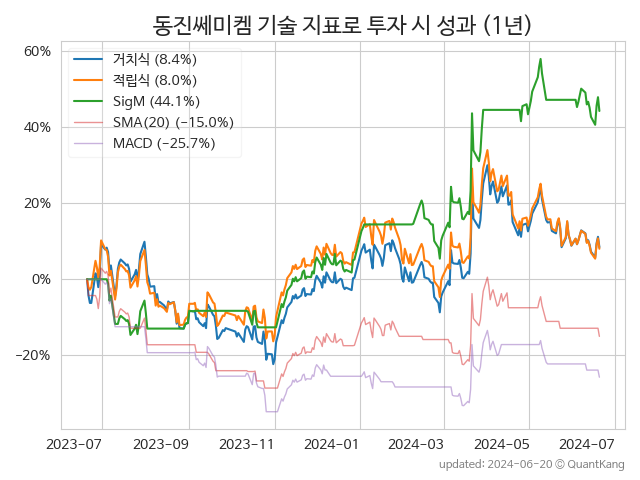 동진쎄미켐 기술 지표로 투자 시 성과 (1년)
60%
40%
20%
0%
−20%
거치식 (8.4%)
적립식 (8.0%)
SigM (44.1%)
SMA(20) (−15.0%)
MACD (−25.7%)
2023-07
2023-09
2023-11
2024-01
2024-03
2024-05
2024-07
updated: 2024-06-20 © QuantKang